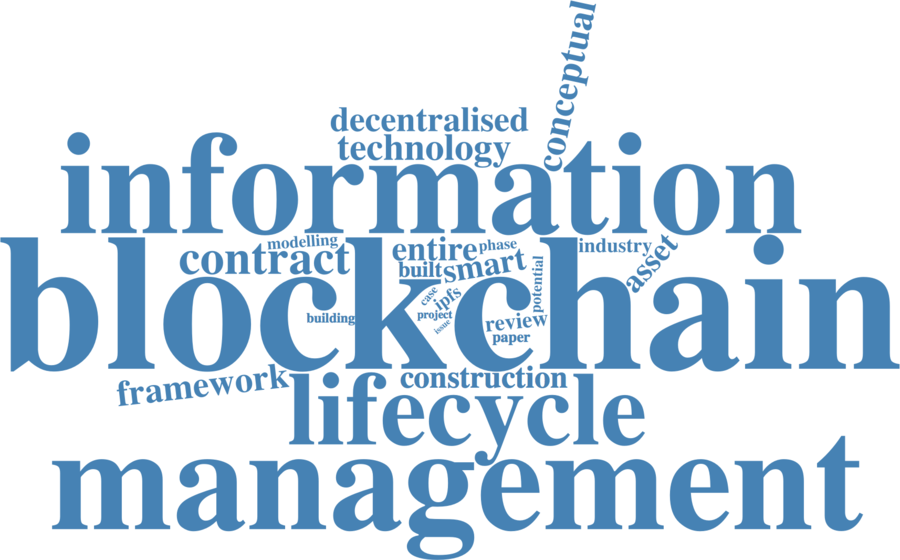 conceptual
decentralised
technology
information
modelling
contract
entire
phase
industry
asset
built
smart
potential
blockchain
case
ipfs
project
issue
building
review
paper
framework
construction
lifecycle
management